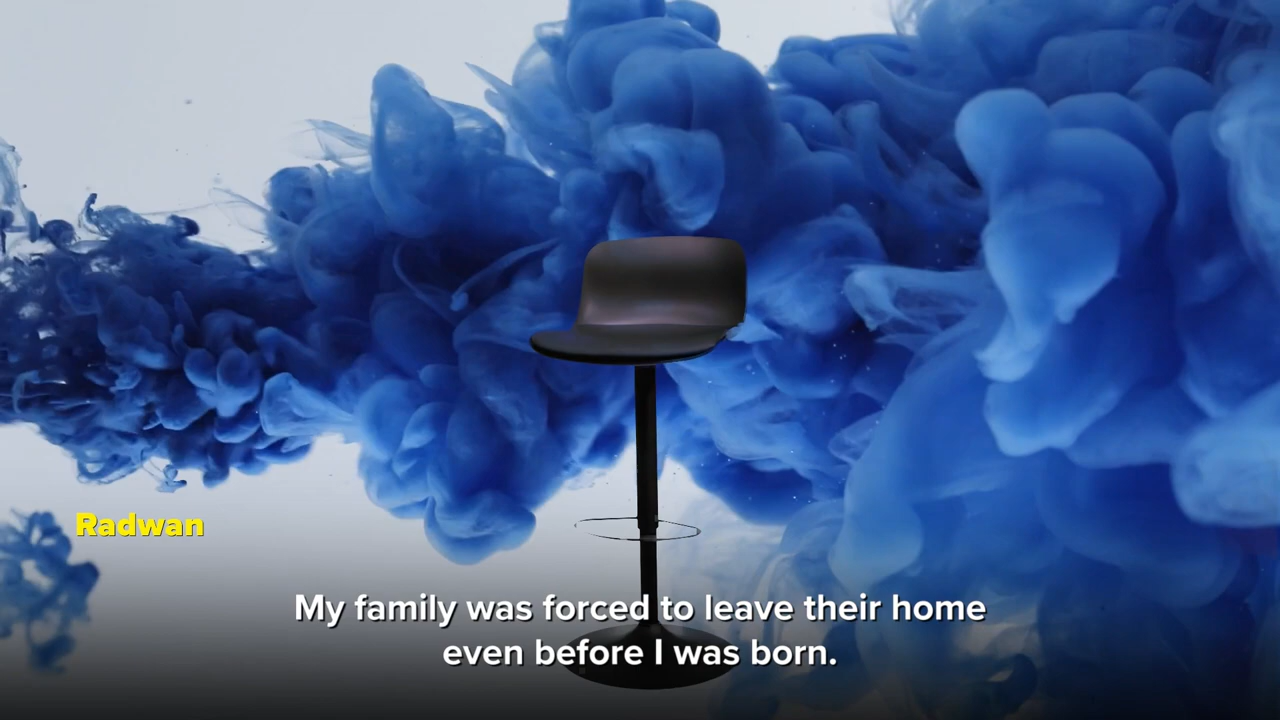 Radwan
My family was forced to leave their home
even before I was born.